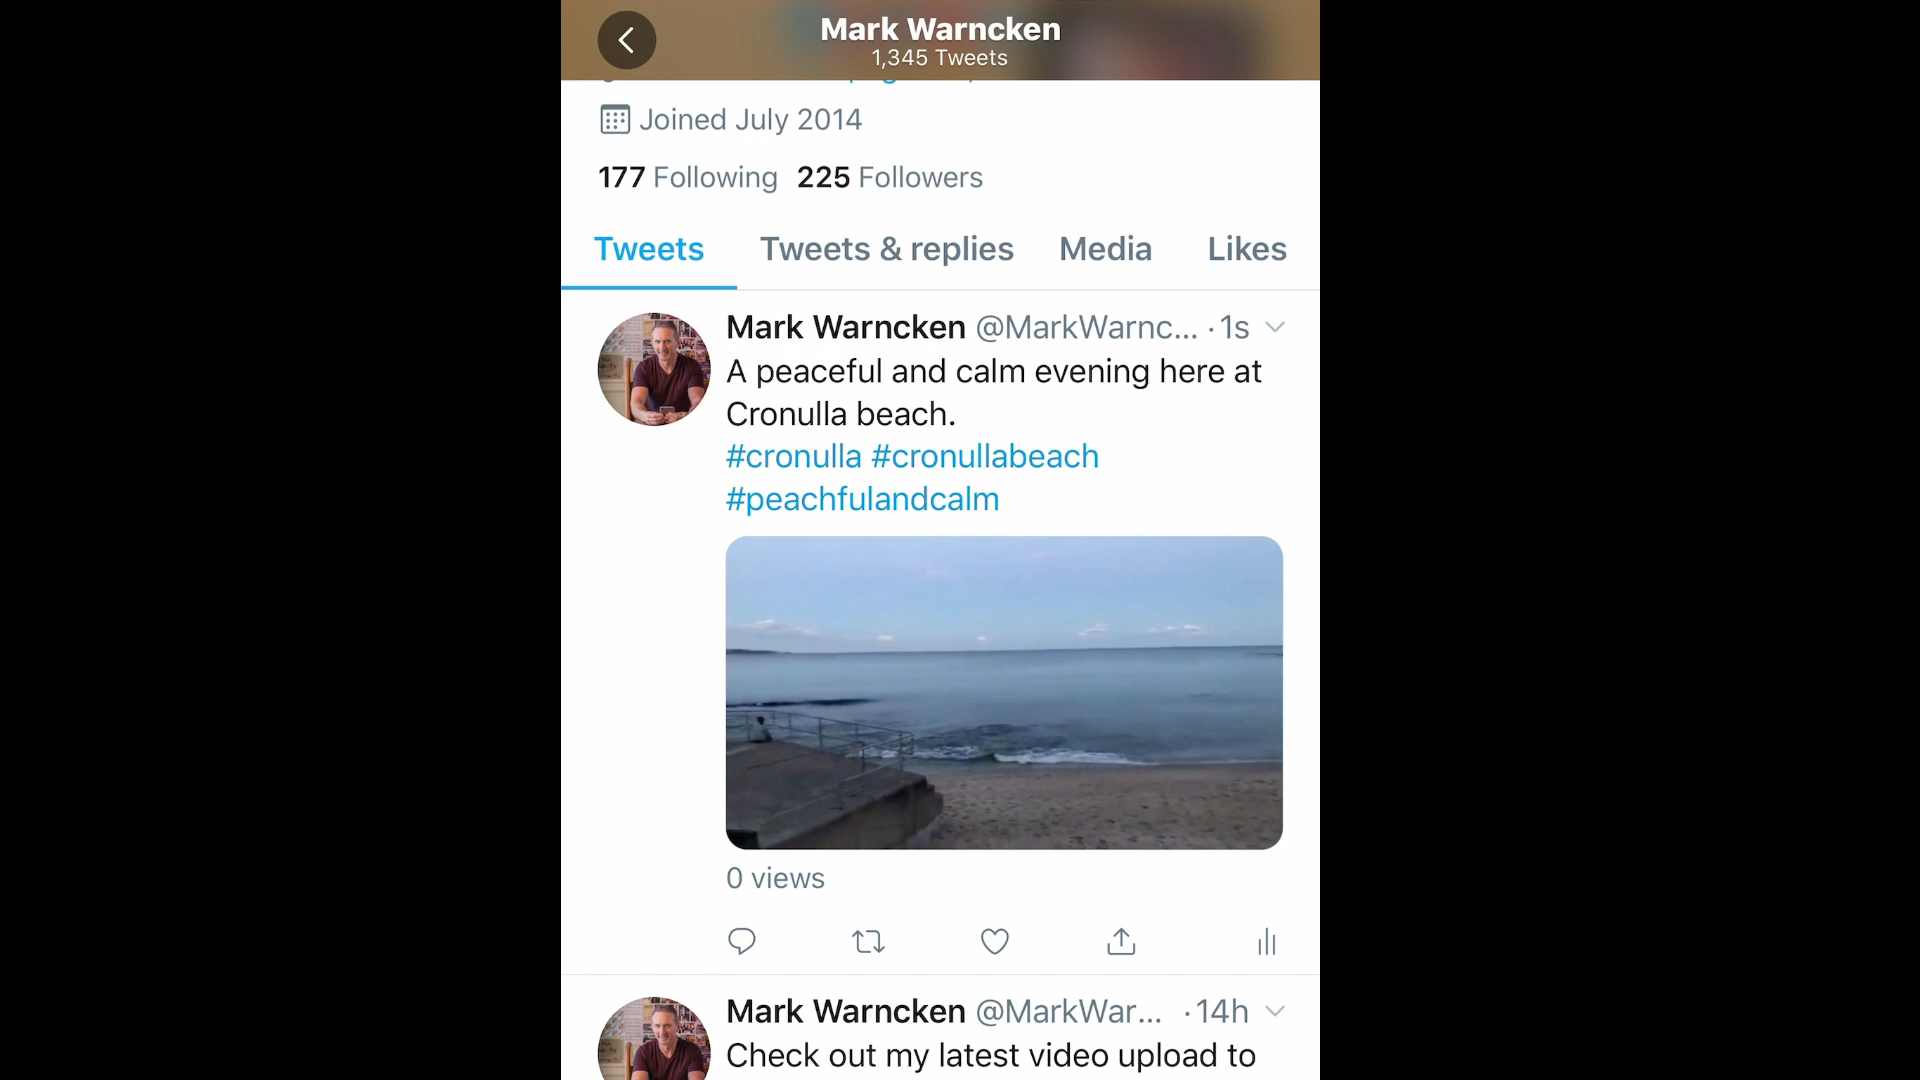 Mark Warncken
1,345 Tweets
Joined July 2014
177 Following 225 Followers
Tweets Tweets & replies Media Likes
Mark Warncken @MarkWarnc... · 1s
A peaceful and calm evening here at
Cronulla beach.
#cronulla #cronullabeach
#peachfulandcalm
0 views
Mark Warncken @MarkWar... · 14h
Check out my latest video upload to